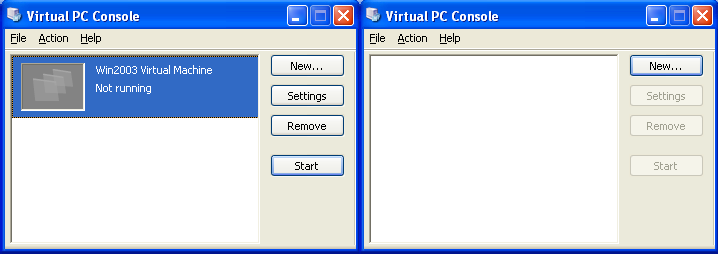 Virtual PC Console
File Action Help
Win2003 Virtual Machine
Not running
New...
Settings
Remove
Start
Virtual PC Console
File Action Help
New...
Settings
Remove
Start